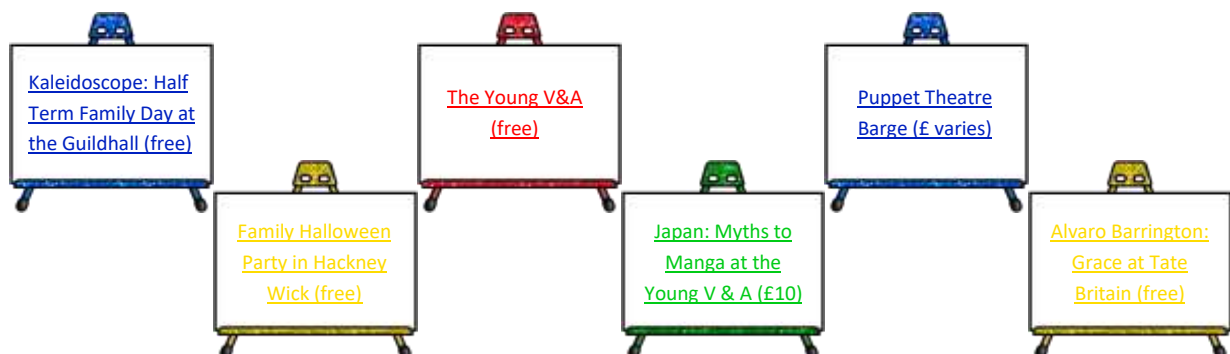 Kaleidoscope: Half
Term Family Day at
the Guildhall (free)
The Young V&A
(free)
Puppet Theatre
Barge (£ varies)
Family Halloween
Party in Hackney
Wick (free)
Japan: Myths to
Manga at the
Young V & A (£10)
Alvaro Barrington:
Grace at Tate
Britain (free)